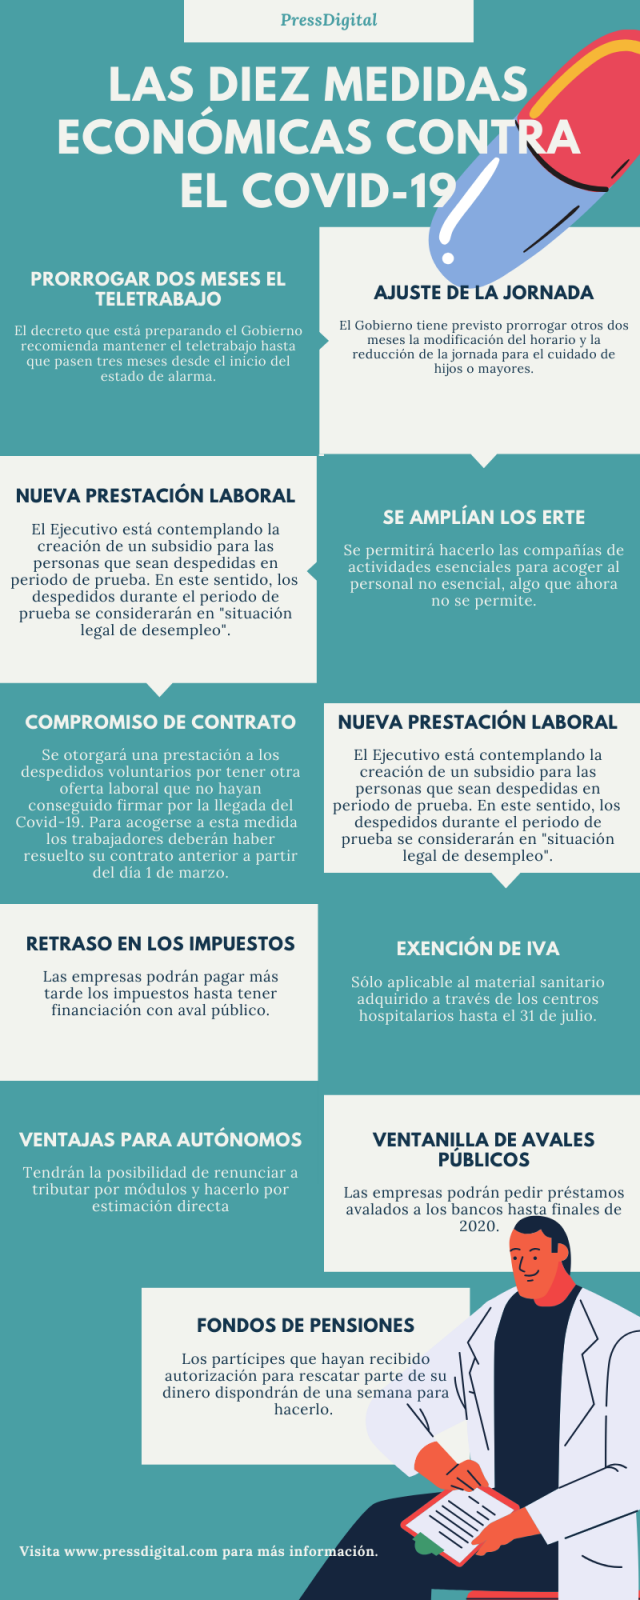 PressDigital
LAS DIEZ MEDIDAS
ECONÓMICAS CONTRA
EL COVID-19
PRORROGAR DOS MESES EL
TELETRABAJO
El decreto que está preparando el Gobierno
recomienda mantener el teletrabajo hasta
que pasen tres meses desde el inicio del
estado de alarma.
AJUSTE DE LA JORNADA
El Gobierno tiene previsto prorrogar otros dos
meses la modificación del horario y la
reducción de la jornada para el cuidado de
hijos o mayores.
NUEVA PRESTACIÓN LABORAL
El Ejecutivo está contemplando la
creación de un subsidio para las
personas que sean despedidas en
periodo de prueba. En este sentido, los
despedidos durante el periodo de
prueba se considerarán en "situación
legal de desempleo".
SE AMPLÍAN LOS ERTE
Se permitirá hacerlo las compañías de
actividades esenciales para acoger al
personal no esencial, algo que ahora
no se permite.
COMPROMISO DE CONTRATO
Se otorgará una prestación a los
despedidos voluntarios por tener otra
oferta laboral que no hayan
conseguido firmar por la llegada del
Covid-19. Para acogerse a esta medida
los trabajadores deberán haber
resuelto su contrato anterior a partir
del día 1 de marzo.
NUEVA PRESTACIÓN LABORAL
El Ejecutivo está contemplando la
creación de un subsidio para las
personas que sean despedidas en
periodo de prueba. En este sentido, los
despedidos durante el periodo de
prueba se considerarán en "situación
legal de desempleo".
RETRASO EN LOS IMPUESTOS
Las empresas podrán pagar más
tarde los impuestos hasta tener
financiación con aval público.
EXENCIÓN DE IVA
Sólo aplicable al material sanitario
adquirido a través de los centros
hospitalarios hasta el 31 de julio.
VENTAJAS PARA AUTÓNOMOS
Tendrán la posibilidad de renunciar a
tributar por módulos y hacerlo por
estimación directa
VENTANILLA DE AVALES
PÚBLICOS
Las empresas podrán pedir préstamos
avalados a los bancos hasta finales de
2020.
FONDOS DE PENSIONES
Los partícipes que hayan recibido
autorización para rescatar parte de su
dinero dispondrán de una semana para
hacerlo.
Visita www.pressdigital.com para más información.